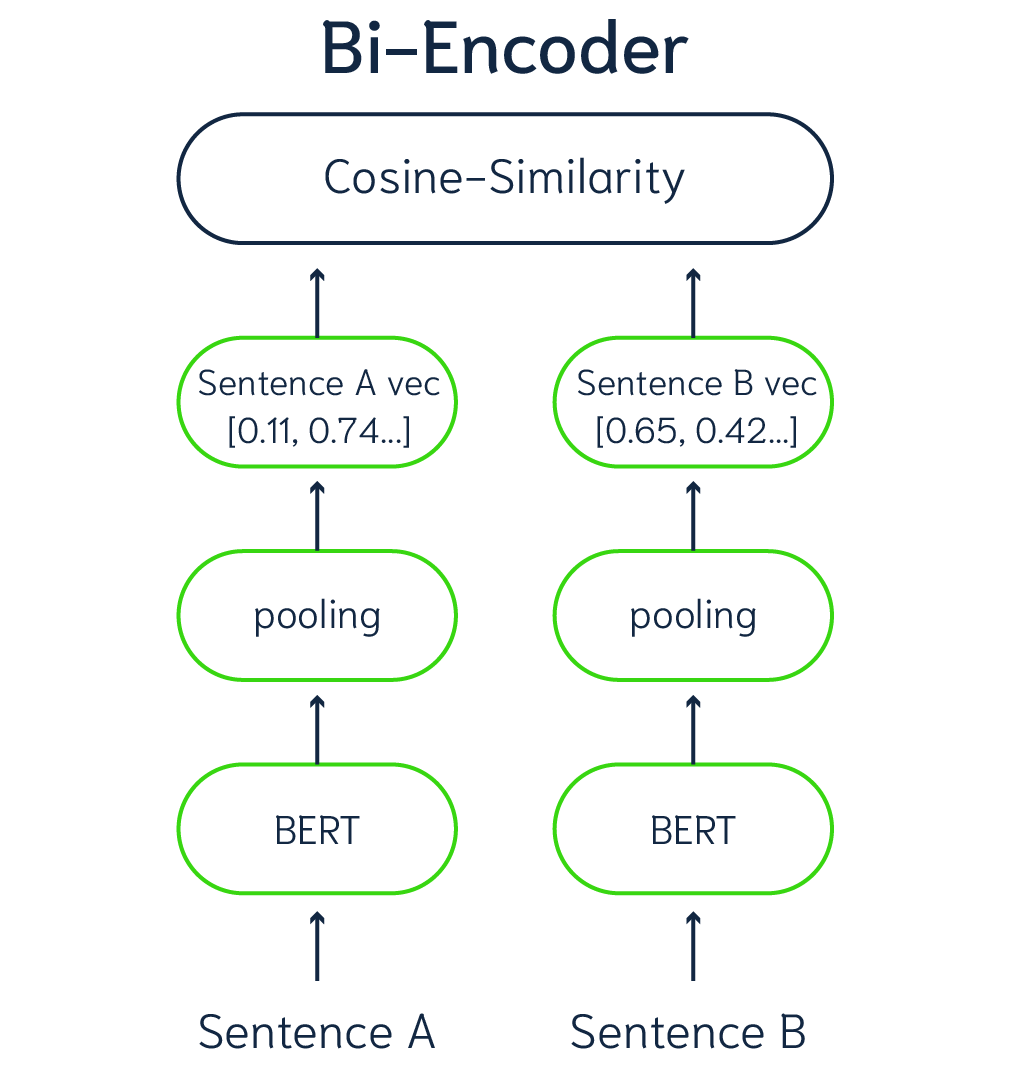 Bi-Encoder
Cosine-Similarity
Sentence A vec
[0.11, 0.74...]
Sentence B vec
[0.65, 0.42...]
pooling
pooling
BERT
BERT
Sentence A
Sentence B